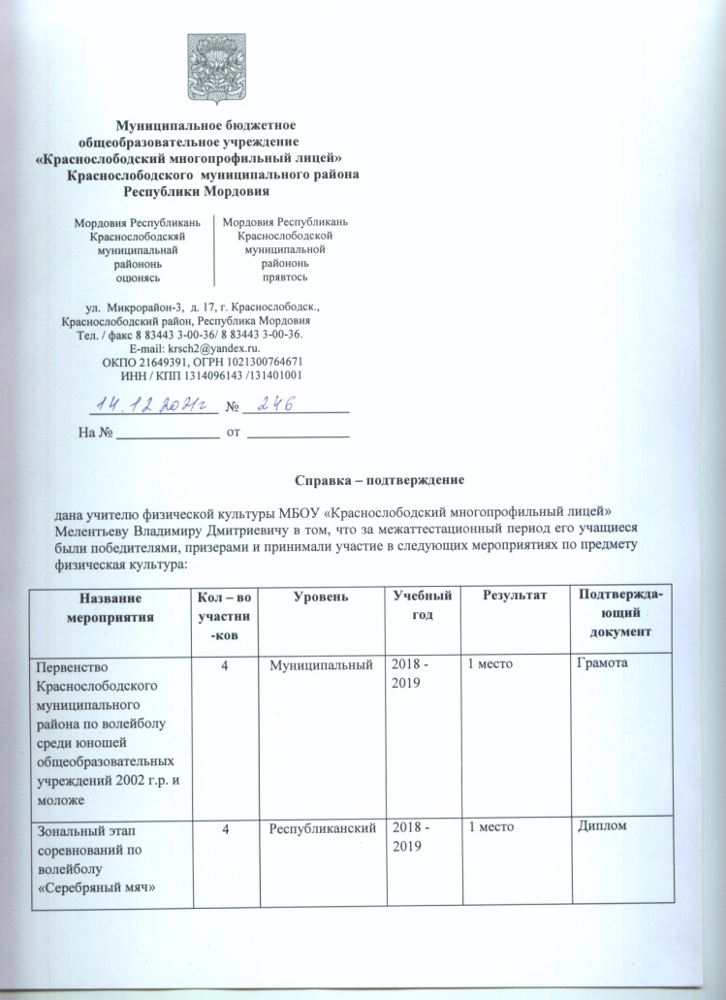 Муниципальное бюджетное
общеобразовательное учреждение
«Краснослободский многопрофильный лицей»
Краснослободского муниципального района
Республики Мордовия
Мордовия Республикань
Краснослободскяй
муниципальнай
райононь
оцюнясь
Мордовия Республикань
Краснослободской
муниципальной
райононь
прявтось
ул. Микрорайон-3, д. 17, г. Краснослободск.,
Краснослободский район, Республика Мордовия
Тел. / факс 8 83443 3-00-36/ 8 83443 3-00-36.
E-mail: krsch2@yandex.ru.
ОКПО 21649391, ОГРН 1021300764671
ИНН / КПП 1314096143 /131401001
14.12 2021г № 246
На № ________ от ________
Справка – подтверждение
дана учителю физической культуры МБОУ «Краснослободский многопрофильный лицей»
Мелентьеву Владимиру Дмитриевичу в том, что за межаттестационный период его учащиеся
были победителями, призерами и принимали участие в следующих мероприятиях по предмету
физическая культура:
Название
мероприятия
Кол – во
участни
-ков
Уровень
Учебный
год
Результат
Подтвержда-
ющий
документ
Первенство
Краснослободского
муниципального
района по волейболу
среди юношей
общеобразовательных
учреждений 2002 г.р. и
моложе
4
Муниципальный
2018 -
2019
1 место
Грамота
Зональный этап
соревнований по
волейболу
«Серебряный мяч»
4
Республиканский
2018 -
2019
1 место
Диплом